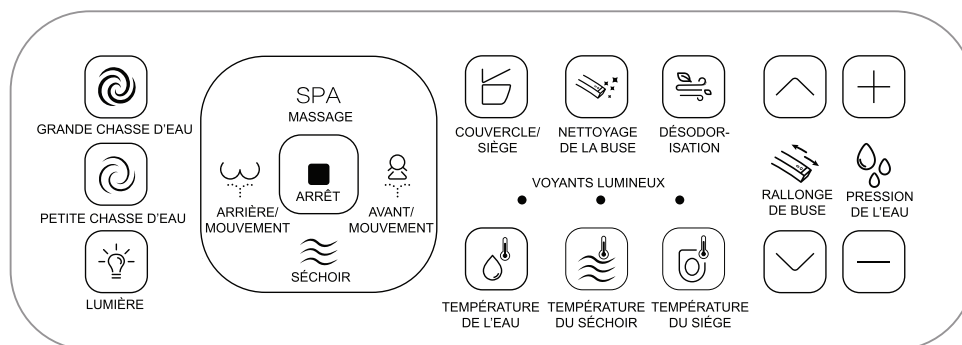 GRANDE CHASSE D'EAU
PETITE CHASSE D'EAU
LUMIÈRE
SPA
MASSAGE
ARRÊT
ARRIÈRE/
MOUVEMENT
AVANT/
MOUVEMENT
SÉCHOIR
COUVERCLE/
SIÈGE
NETTOYAGE
DE LA BUSE
DÉSODOR-
ISATION
VOYANTS LUMINEUX
TEMPÉRATURE
DE L'EAU
TEMPÉRATURE
DU SÉCHOIR
TEMPÉRATURE
DU SIÈGE
RALLONGE
DE BUSE
PRESSION
DE L'EAU